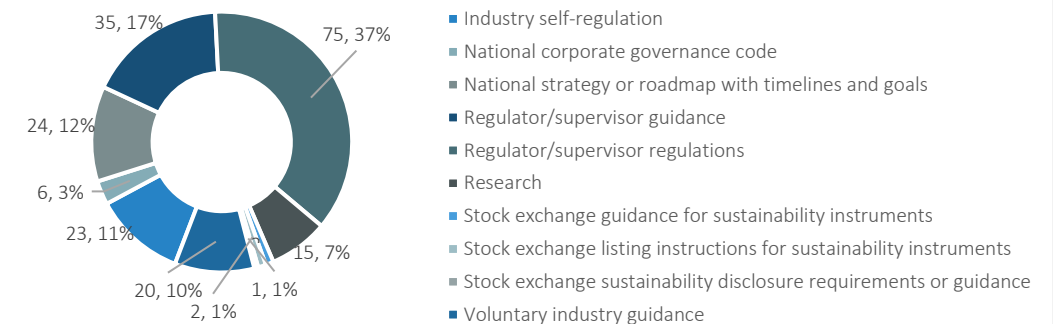 35, 17%
75, 37%
24, 12%
6, 3%
23, 11%
15, 7%
20, 10%
1, 1%
2, 1%
Industry self-regulation
National corporate governance code
National strategy or roadmap with timelines and goals
Regulator/supervisor guidance
Regulator/supervisor regulations
Research
Stock exchange guidance for sustainability instruments
Stock exchange listing instructions for sustainability instruments
Stock exchange sustainability disclosure requirements or guidance
Voluntary industry guidance